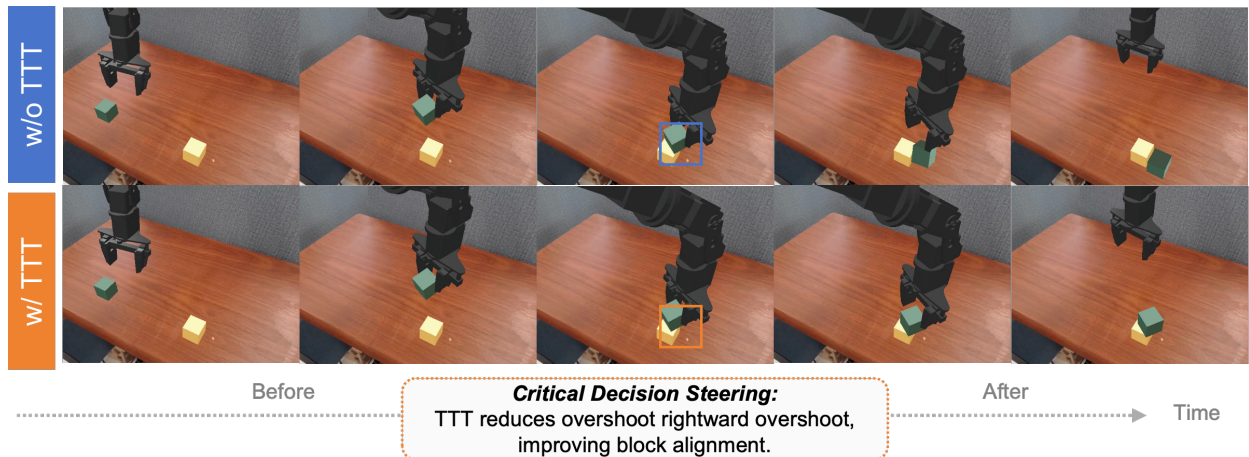 w/o TTT
w/ TTT
Before
Critical Decision Steering:
TTT reduces overshoot rightward overshoot,
improving block alignment.
After
Time